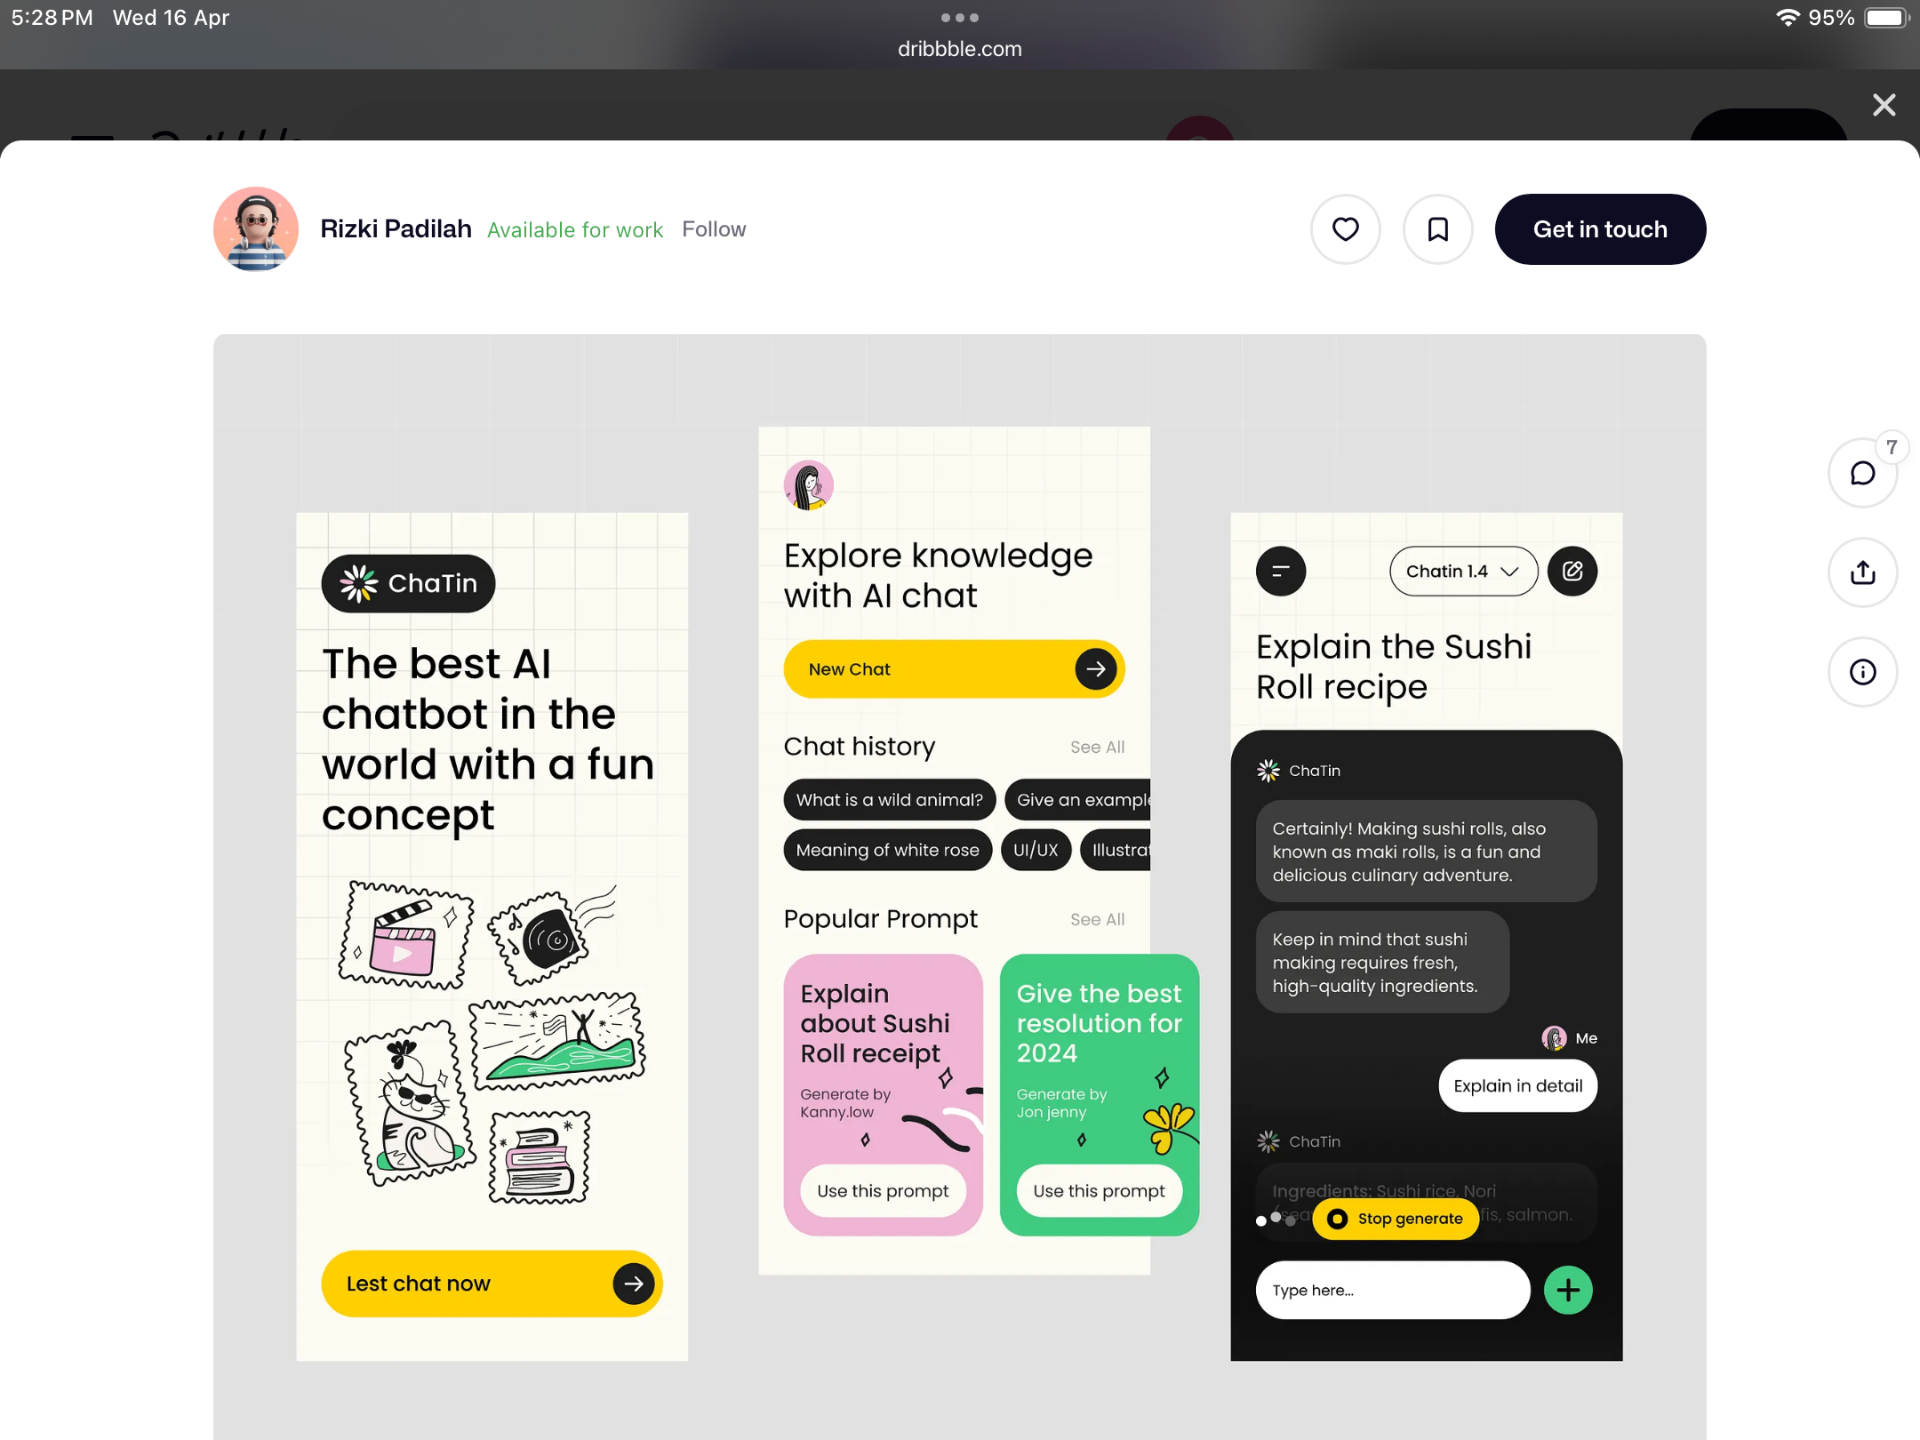 5:28 PM Wed 16 Apr
95%
dribbble.com
Rizki Padilah Available for work Follow
Get in touch
7
ChaTin
The best AI
chatbot in the
world with a fun
concept
Lest chat now
Explore knowledge
with AI chat
New Chat
Chat history See All
What is a wild animal? Give an example
Meaning of white rose UI/UX Illustrat
Popular Prompt See All
Explain
about Sushi
Roll receipt
Generate by
Kanny.low
Use this prompt
Give the best
resolution for
2024
Generate by
Jon jenny
Use this prompt
Chatin 1.4
Explain the Sushi
Roll recipe
ChaTin
Certainly! Making sushi rolls, also
known as maki rolls, is a fun and
delicious culinary adventure.
Keep in mind that sushi
making requires fresh,
high-quality ingredients.
Me
Explain in detail
ChaTin
Ingredients: Sushi rice, Nori
salmon.
Stop generate
Type here...